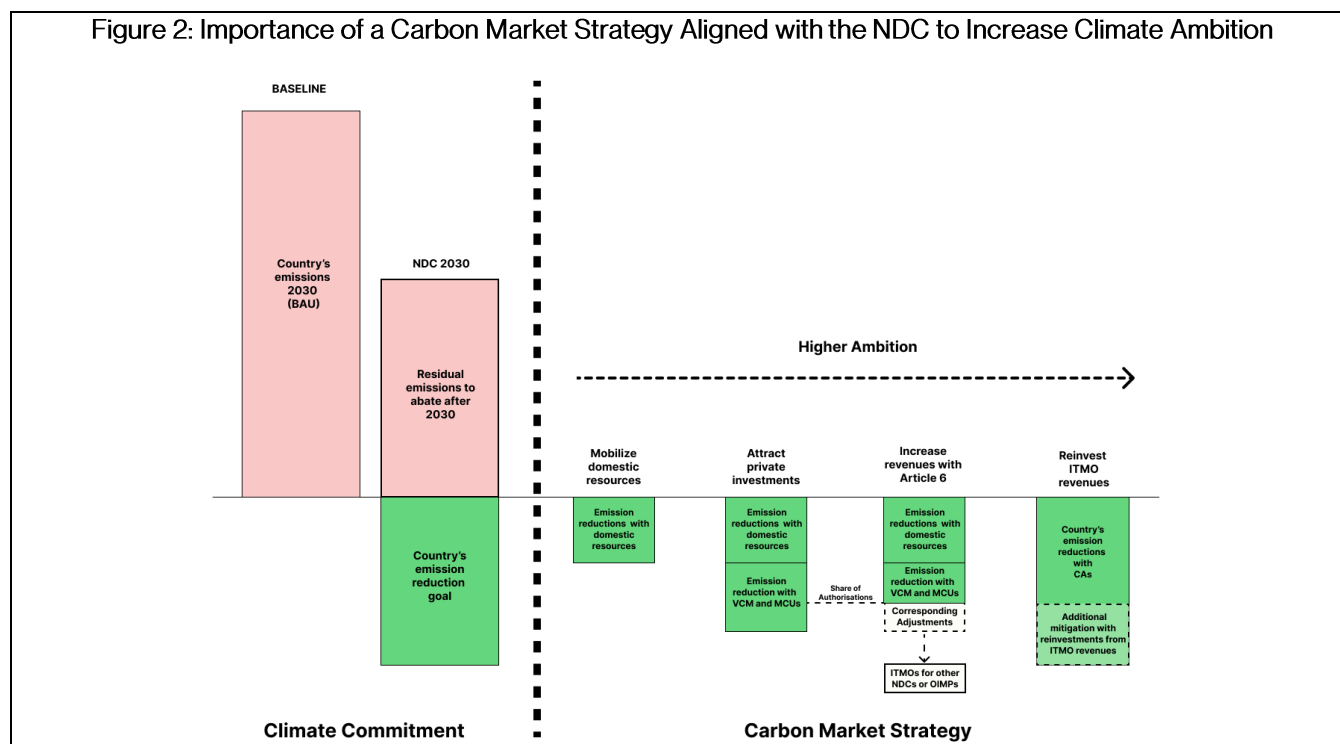 Figure 2: Importance of a Carbon Market Strategy Aligned with the NDC to Increase Climate Ambition
BASELINE
Country's
emissions
2030
(BAU)
NDC 2030
Residual
emissions to
abate after
2030
Country's
emission
reduction
goal
Climate Commitment
Higher Ambition
Mobilize
domestic
resources
Emission
reductions with
domestic
resources
Attract
private
investments
Emission
reductions with
domestic
resources
Emission
reduction with
VCM and MCUs
Share of
Authorisations
Increase
revenues with
Article 6
Emission
reductions with
domestic
resources
Emission
reduction with
VCM and MCUs
Corresponding
Adjustments
ITMOs for other
NDCs or OIMPs
Reinvest
ITMO
revenues
Country's
emission
reductions
with
CAs
Additional
mitigation with
reinvestments from
ITMO revenues
Carbon Market Strategy